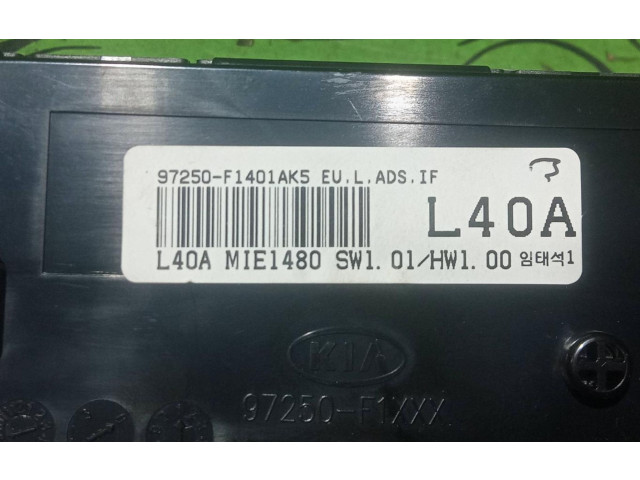 97250-F1401AK5 EU.L.ADS.IF
L40A
L40A MIE1480 SW1.01/HW1.00 임태석1
KIA
97250-F1XXX